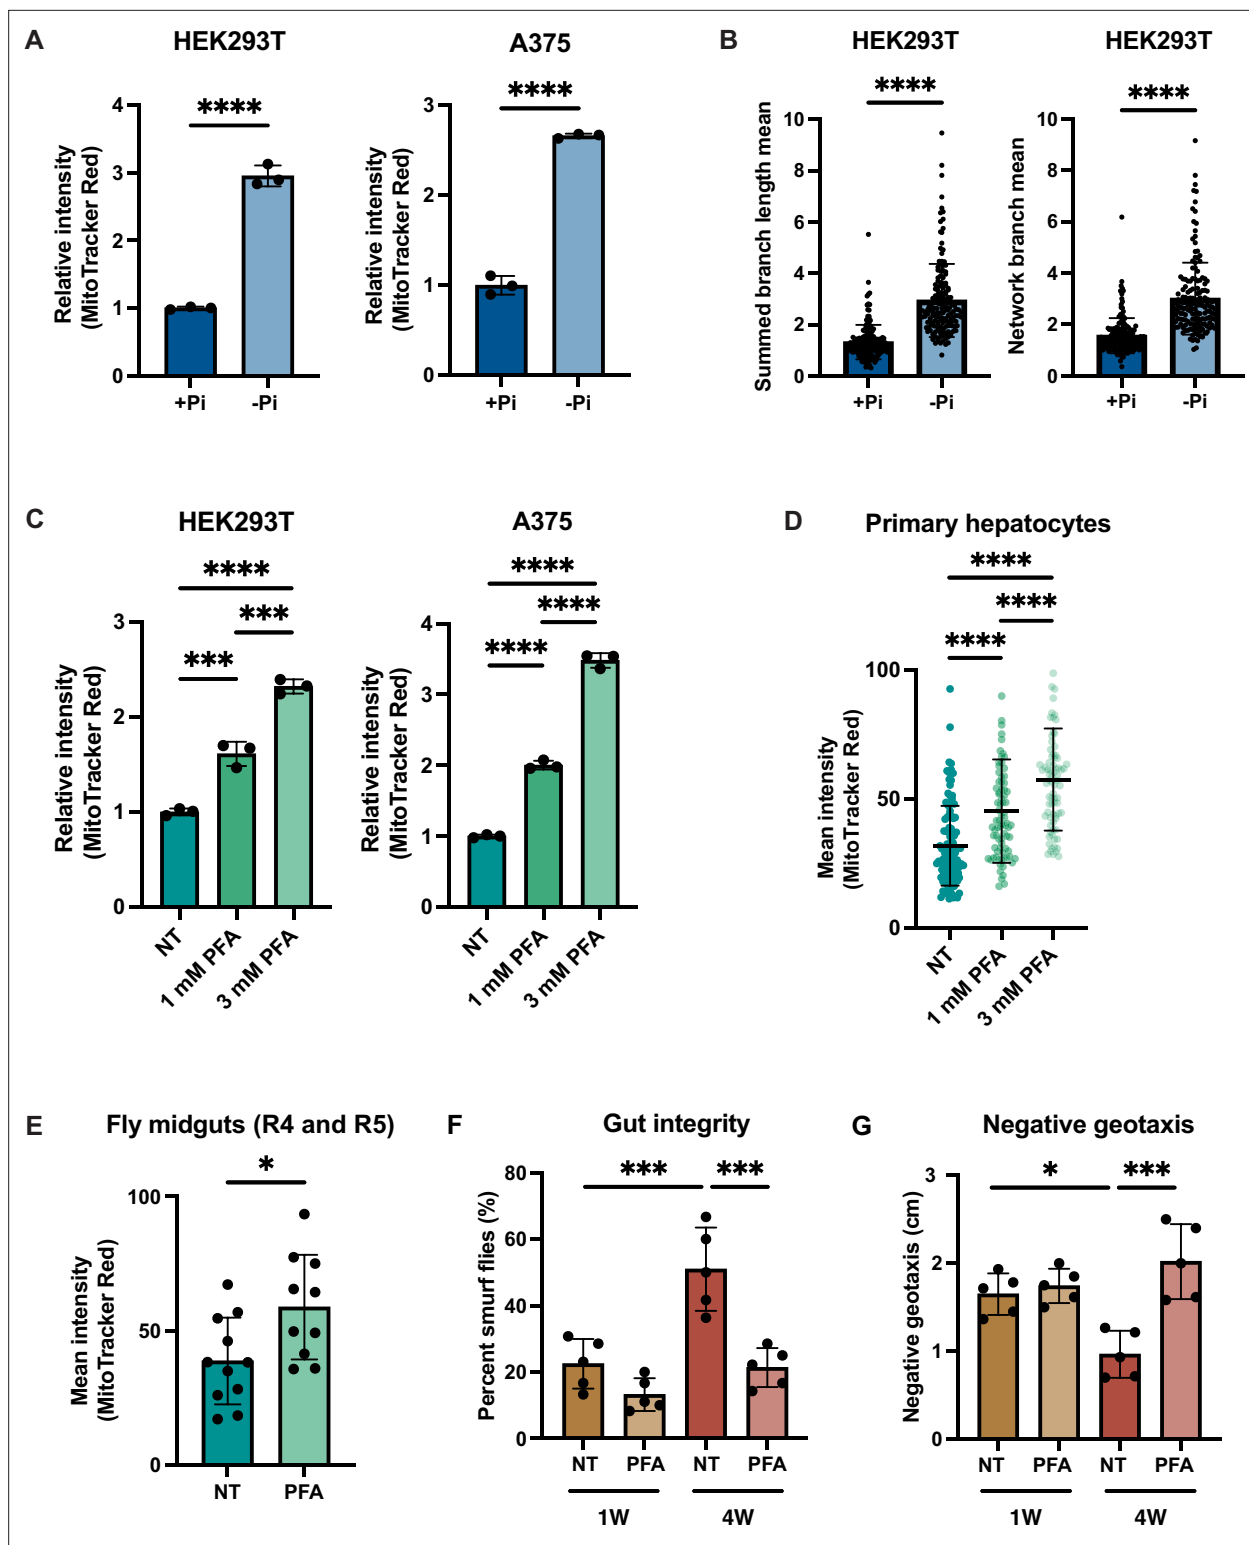 A
HEK293T
****
Relative intensity
(MitoTracker Red)
4
3
2
1
0
+Pi
-Pi
A375
****
Relative intensity
(MitoTracker Red)
3
2
1
0
+Pi
-Pi
B
HEK293T
****
Summed branch length mean
10
8
6
4
2
0
+Pi
-Pi
HEK293T
****
Network branch mean
10
8
6
4
2
0
+Pi
-Pi
C
HEK293T
****
***
***
Relative intensity
(MitoTracker Red)
3
2
1
0
NT
1 mM PFA
3 mM PFA
A375
****
****
****
Relative intensity
(MitoTracker Red)
4
3
2
1
0
NT
1 mM PFA
3 mM PFA
D
Primary hepatocytes
****
****
****
Mean intensity
(MitoTracker Red)
100
50
0
NT
1 mM PFA
3 mM PFA
E
Fly midguts (R4 and R5)
*
Mean intensity
(MitoTracker Red)
100
50
0
NT
PFA
F
Gut integrity
***
***
Percent smurf flies (%)
80
60
40
20
0
NT
PFA
NT
PFA
1W
4W
G
Negative geotaxis
*
***
Negative geotaxis (cm)
3
2
1
0
NT
PFA
NT
PFA
1W
4W